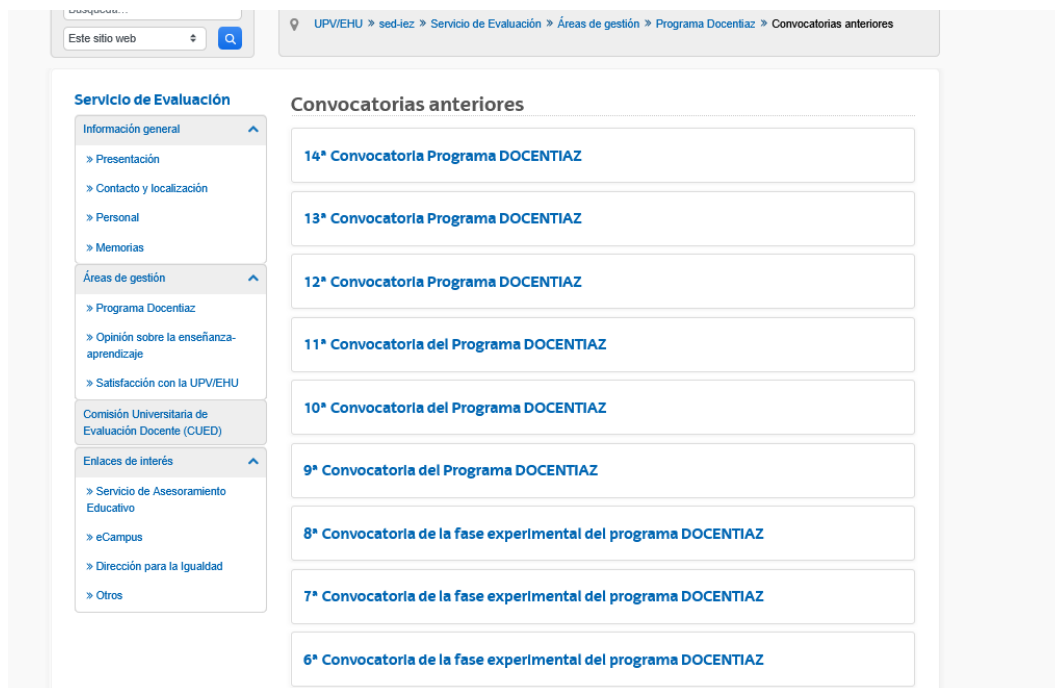 Búsqueda...
Este sitio web
UPV/EHU » sed-iez » Servicio de Evaluación » Áreas de gestión » Programa Docentiaz » Convocatorias anteriores
Servicio de Evaluación
Información general
» Presentación
» Contacto y localización
» Personal
» Memorias
Áreas de gestión
» Programa Docentiaz
» Opinión sobre la enseñanza-
aprendizaje
» Satisfacción con la UPV/EHU
Comisión Universitaria de
Evaluación Docente (CUED)
Enlaces de interés
» Servicio de Asesoramiento
Educativo
» eCampus
» Dirección para la Igualdad
» Otros
Convocatorias anteriores
14ª Convocatoria Programa DOCENTIAZ
13ª Convocatoria Programa DOCENTIAZ
12ª Convocatoria Programa DOCENTIAZ
11ª Convocatoria del Programa DOCENTIAZ
10ª Convocatoria del Programa DOCENTIAZ
9ª Convocatoria del Programa DOCENTIAZ
8ª Convocatoria de la fase experimental del programa DOCENTIAZ
7ª Convocatoria de la fase experimental del programa DOCENTIAZ
6ª Convocatoria de la fase experimental del programa DOCENTIAZ